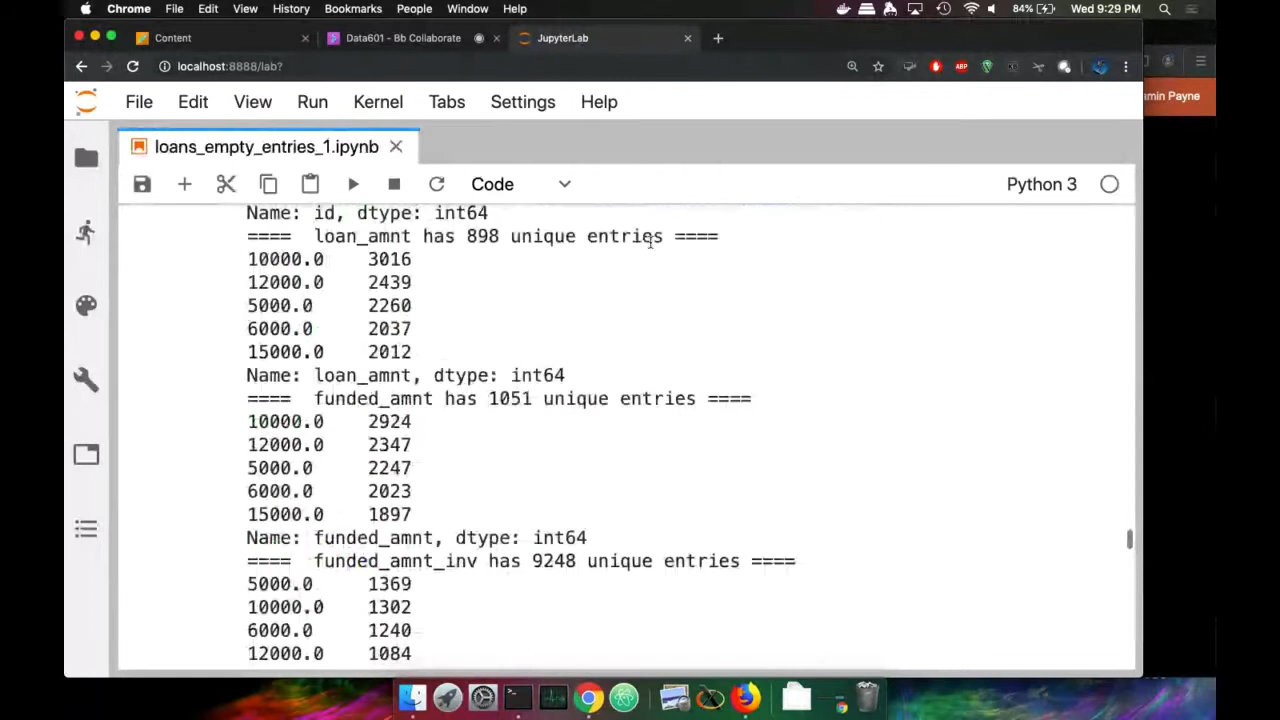 Chrome File Edit View History Bookmarks People Window Help 84% Wed 9:29 PM
Content Data601 - Bb Collaborate JupyterLab
localhost:8888/lab?
ABP
min Payne
File Edit View Run Kernel Tabs Settings Help
loans_empty_entries_1.ipynb
Code Python 3
Name: id, dtype: int64
==== loan_amnt has 898 unique entries ====
10000.0 3016
12000.0 2439
5000.0 2260
6000.0 2037
15000.0 2012
Name: loan_amnt, dtype: int64
==== funded_amnt has 1051 unique entries ====
10000.0 2924
12000.0 2347
5000.0 2247
6000.0 2023
15000.0 1897
Name: funded_amnt, dtype: int64
==== funded_amnt_inv has 9248 unique entries ====
5000.0 1369
10000.0 1302
6000.0 1240
12000.0 1084